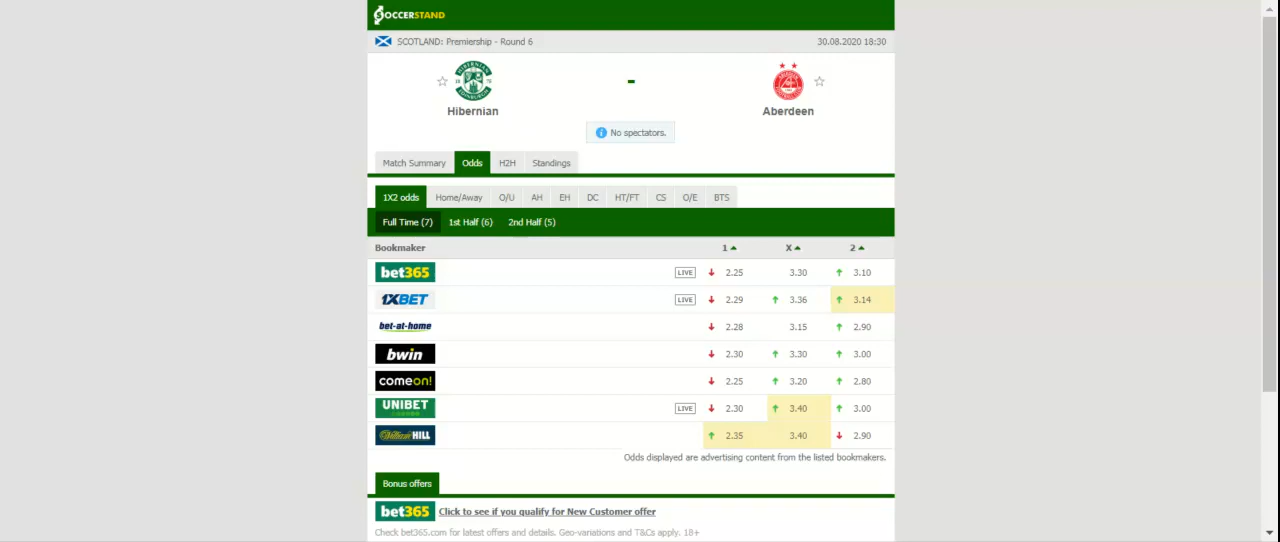 SOCCERSTAND
SCOTLAND: Premiership - Round 6 30.08.2020 18:30
-
Hibernian Aberdeen
No spectators.
Match Summary Odds H2H Standings
1X2 odds Home/Away O/U AH EH DC HT/FT CS O/E BTS
Full Time (7) 1st Half (6) 2nd Half (5)
Bookmaker 1 X 2
bet365 LIVE 2.25 3.30 3.10
1XBET LIVE 2.29 3.36 3.14
bet-at-home 2.28 3.15 2.90
bwin 2.30 3.30 3.00
comeon! 2.25 3.20 2.80
UNIBET LIVE 2.30 3.40 3.00
William HILL 2.35 3.40 2.90
Odds displayed are advertising content from the listed bookmakers.
Bonus offers
bet365 Click to see if you qualify for New Customer offer
Check bet365.com for latest offers and details. Geo-variations and T&Cs apply. 18+